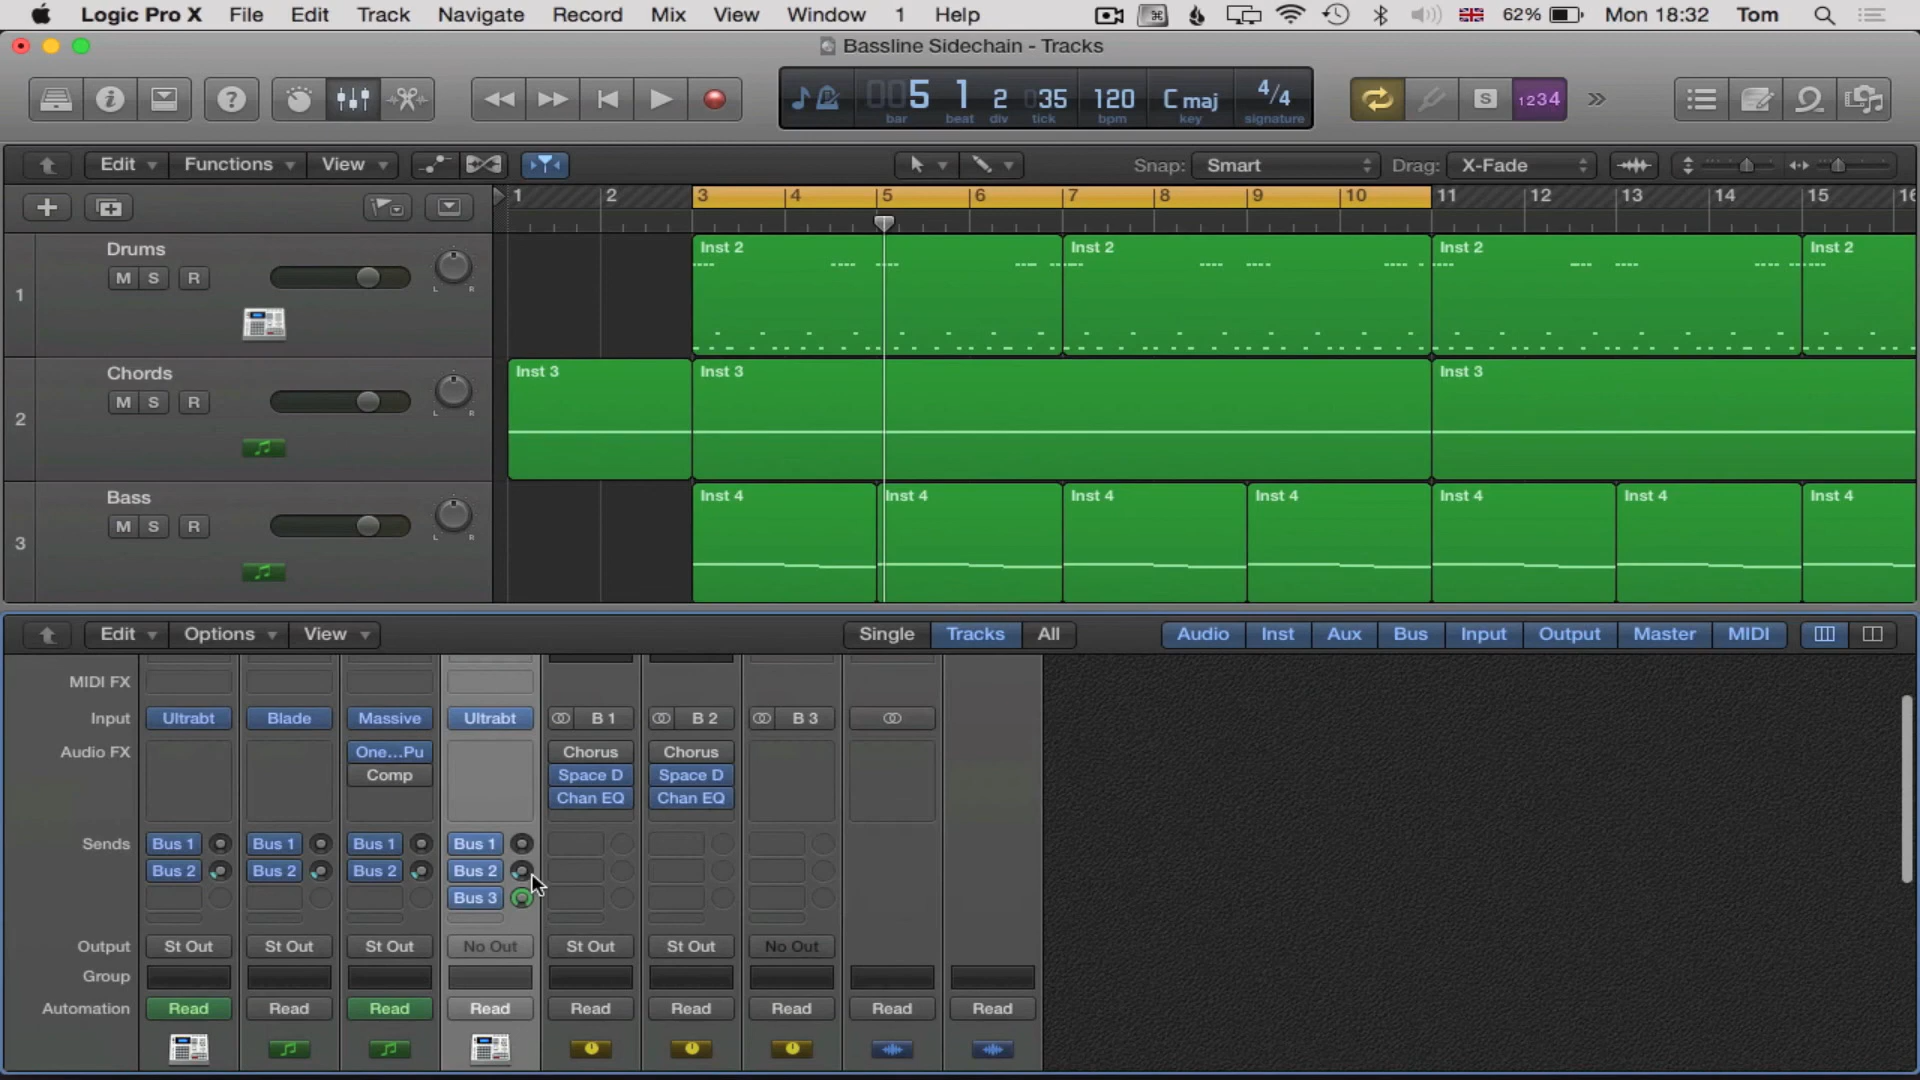 Logic Pro X File Edit Track Navigate Record Mix View Window 1 Help 62% Mon 18:32 Tom
Bassline Sidechain - Tracks
005 1 2 035 120 C maj 4/4
bar beat div tick bpm key signature
S 1234
Edit Functions View Snap: Smart Drag: X-Fade
1 2 3 4 5 6 7 8 9 10 11 12 13 14 15 16
Drums Inst 2 Inst 2 Inst 2 Inst 2
M S R
L R
1
Chords Inst 3 Inst 3 Inst 3
M S R
L R
2
Bass Inst 4 Inst 4 Inst 4 Inst 4 Inst 4 Inst 4 Inst 4
M S R
L R
3
Edit Options View Single Tracks All Audio Inst Aux Bus Input Output Master MIDI
MIDI FX
Input Ultrabt Blade Massive Ultrabt B 1 B 2 B 3
Audio FX One...Pu Chorus Chorus
Comp Space D Space D
Chan EQ Chan EQ
Sends Bus 1 Bus 1 Bus 1 Bus 1
Bus 2 Bus 2 Bus 2 Bus 2
Bus 3
Output St Out St Out St Out No Out St Out St Out No Out
Group
Automation Read Read Read Read Read Read Read Read Read